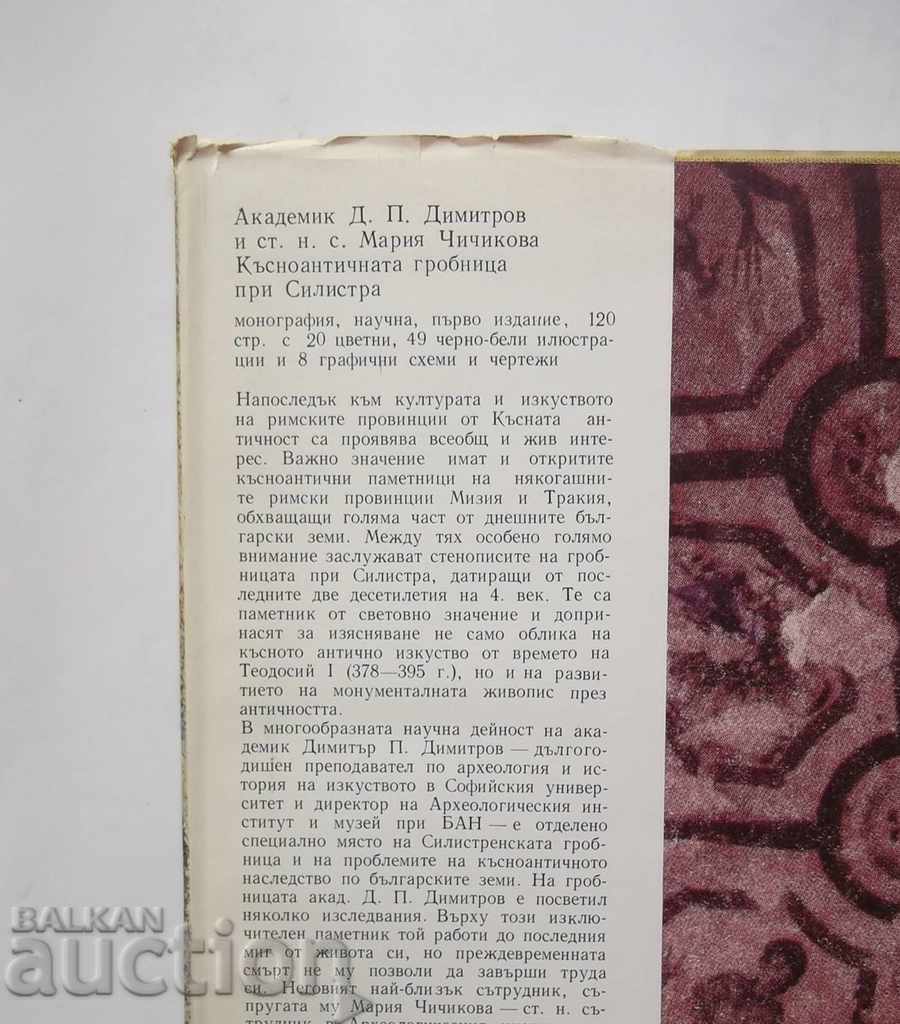 Академик Д. П. Димитров
и ст. н. с. Мария Чичикова
Късноантичната гробница
при Силистра
монография, научна, първо издание, 120
стр. с 20 цветни, 49 черно-бели илюстра-
ции и 8 графични схеми и чертежи
Напоследък към културата и изкуството
на римските провинции от Късната ан-
тичност са проявява всеобщ и жив инте-
рес. Важно значение имат и откритите
късноантични паметници на някогашни-
те римски провинции Мизия и Тракия,
обхващащи голяма част от днешните бъл-
гарски земи. Между тях особено голямо
внимание заслужават стенописите на гроб-
ницата при Силистра, датиращи от пос-
ледните две десетилетия на 4. век. Те са
паметник от световно значение и допри-
насят за изясняване не само облика на
късното антично изкуство от времето на
Теодосий I (378—395 г.), но и на разви-
тието на монументалната живопис през
античността.
В многообразната научна дейност на ака-
демик Димитър П. Димитров — дългого-
дишен преподавател по археология и ис-
тория на изкуството в Софийския универ-
ситет и директор на Археологическия ин-
ститут и музей при БАН — е отделено
специално място на Силистренската гроб-
ница и на проблемите на късноантичното
наследство по българските земи. На гроб-
ницата акад. Д. П. Димитров е посветил
няколко изследвания. Върху този изклю-
чителен паметник той работи до последния
миг от живота си, но преждевременната
смърт не му позволи да завърши труда
си. Неговият най-близък сътрудник, съ-
пругата му Мария Чичикова — ст. н. съ-
BALKAN
auction